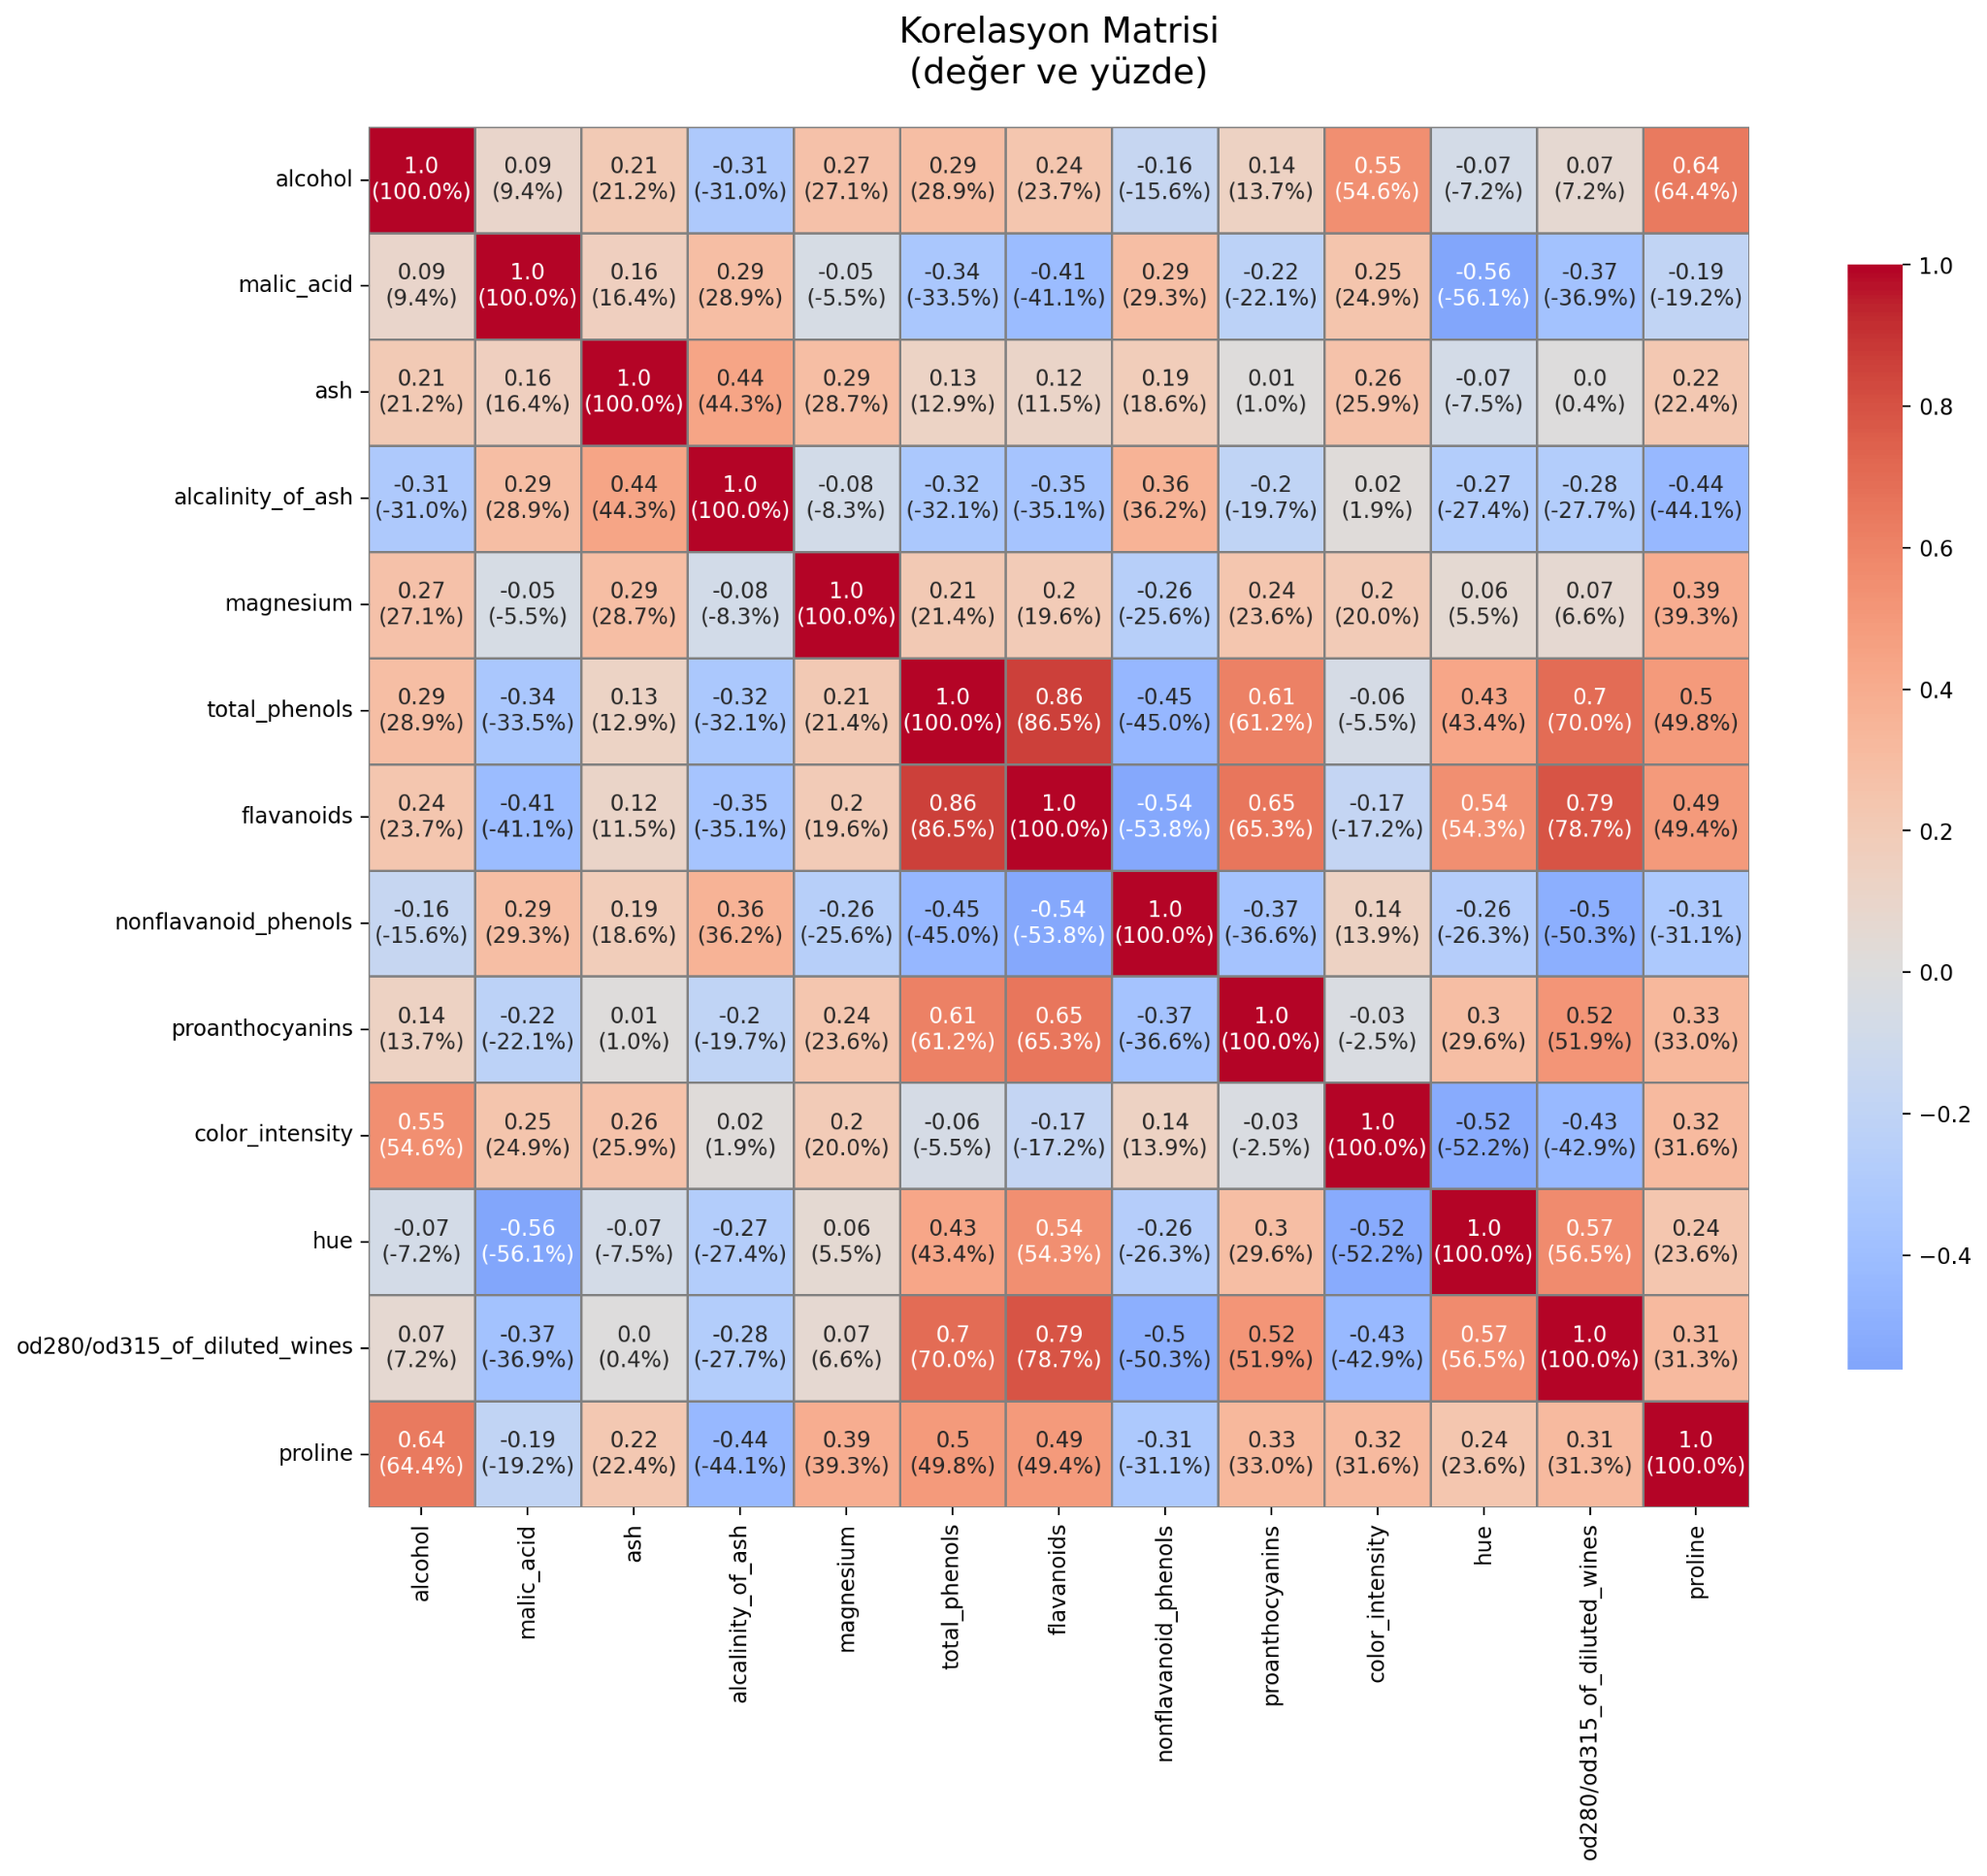 Korelasyon Matrisi
(değer ve yüzde)
alcohol 1.0 0.09 0.21 -0.31 0.27 0.29 0.24 -0.16 0.14 0.55 -0.07 0.07 0.64
(100.0%) (9.4%) (21.2%) (-31.0%) (27.1%) (28.9%) (23.7%) (-15.6%) (13.7%) (54.6%) (-7.2%) (7.2%) (64.4%)
malic_acid 0.09 1.0 0.16 0.29 -0.05 -0.34 -0.41 0.29 -0.22 0.25 -0.56 -0.37 -0.19
(9.4%) (100.0%) (16.4%) (28.9%) (-5.5%) (-33.5%) (-41.1%) (29.3%) (-22.1%) (24.9%) (-56.1%) (-36.9%) (-19.2%)
ash 0.21 0.16 1.0 0.44 0.29 0.13 0.12 0.19 0.01 0.26 -0.07 0.0 0.22
(21.2%) (16.4%) (100.0%) (44.3%) (28.7%) (12.9%) (11.5%) (18.6%) (1.0%) (25.9%) (-7.5%) (0.4%) (22.4%)
alcalinity_of_ash -0.31 0.29 0.44 1.0 -0.08 -0.32 -0.35 0.36 -0.2 0.02 -0.27 -0.28 -0.44
(-31.0%) (28.9%) (44.3%) (100.0%) (-8.3%) (-32.1%) (-35.1%) (36.2%) (-19.7%) (1.9%) (-27.4%) (-27.7%) (-44.1%)
magnesium 0.27 -0.05 0.29 -0.08 1.0 0.21 0.2 -0.26 0.24 0.2 0.06 0.07 0.39
(27.1%) (-5.5%) (28.7%) (-8.3%) (100.0%) (21.4%) (19.6%) (-25.6%) (23.6%) (20.0%) (5.5%) (6.6%) (39.3%)
total_phenols 0.29 -0.34 0.13 -0.32 0.21 1.0 0.86 -0.45 0.61 -0.06 0.43 0.7 0.5
(28.9%) (-33.5%) (12.9%) (-32.1%) (21.4%) (100.0%) (86.5%) (-45.0%) (61.2%) (-5.5%) (43.4%) (70.0%) (49.8%)
flavanoids 0.24 -0.41 0.12 -0.35 0.2 0.86 1.0 -0.54 0.65 -0.17 0.54 0.79 0.49
(23.7%) (-41.1%) (11.5%) (-35.1%) (19.6%) (86.5%) (100.0%) (-53.8%) (65.3%) (-17.2%) (54.3%) (78.7%) (49.4%)
nonflavanoid_phenols -0.16 0.29 0.19 0.36 -0.26 -0.45 -0.54 1.0 -0.37 0.14 -0.26 -0.5 -0.31
(-15.6%) (29.3%) (18.6%) (36.2%) (-25.6%) (-45.0%) (-53.8%) (100.0%) (-36.6%) (13.9%) (-26.3%) (-50.3%) (-31.1%)
proanthocyanins 0.14 -0.22 0.01 -0.2 0.24 0.61 0.65 -0.37 1.0 -0.03 0.3 0.52 0.33
(13.7%) (-22.1%) (1.0%) (-19.7%) (23.6%) (61.2%) (65.3%) (-36.6%) (100.0%) (-2.5%) (29.6%) (51.9%) (33.0%)
color_intensity 0.55 0.25 0.26 0.02 0.2 -0.06 -0.17 0.14 -0.03 1.0 -0.52 -0.43 0.32
(54.6%) (24.9%) (25.9%) (1.9%) (20.0%) (-5.5%) (-17.2%) (13.9%) (-2.5%) (100.0%) (-52.2%) (-42.9%) (31.6%)
hue -0.07 -0.56 -0.07 -0.27 0.06 0.43 0.54 -0.26 0.3 -0.52 1.0 0.57 0.24
(-7.2%) (-56.1%) (-7.5%) (-27.4%) (5.5%) (43.4%) (54.3%) (-26.3%) (29.6%) (-52.2%) (100.0%) (56.5%) (23.6%)
od280/od315_of_diluted_wines 0.07 -0.37 0.0 -0.28 0.07 0.7 0.79 -0.5 0.52 -0.43 0.57 1.0 0.31
(7.2%) (-36.9%) (0.4%) (-27.7%) (6.6%) (70.0%) (78.7%) (-50.3%) (51.9%) (-42.9%) (56.5%) (100.0%) (31.3%)
proline 0.64 -0.19 0.22 -0.44 0.39 0.5 0.49 -0.31 0.33 0.32 0.24 0.31 1.0
(64.4%) (-19.2%) (22.4%) (-44.1%) (39.3%) (49.8%) (49.4%) (-31.1%) (33.0%) (31.6%) (23.6%) (31.3%) (100.0%)
alcohol
malic_acid
ash
alcalinity_of_ash
magnesium
total_phenols
flavanoids
nonflavanoid_phenols
proanthocyanins
color_intensity
hue
od280/od315_of_diluted_wines
proline
1.0
0.8
0.6
0.4
0.2
0.0
−0.2
−0.4